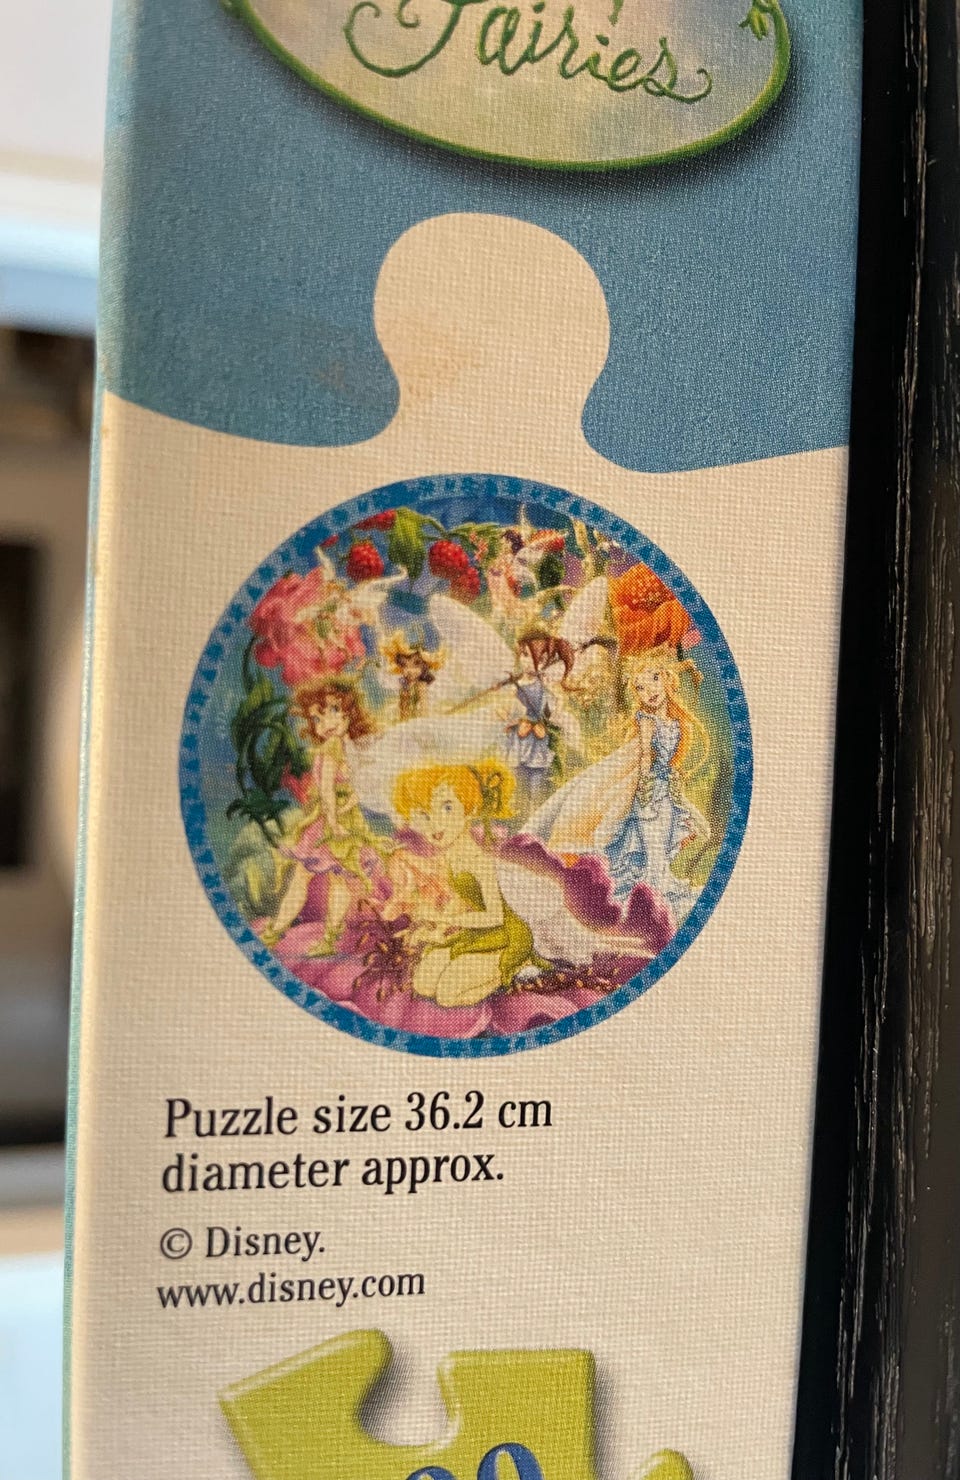 Fairies
Puzzle size 36.2 cm
diameter approx.
© Disney.
www.disney.com